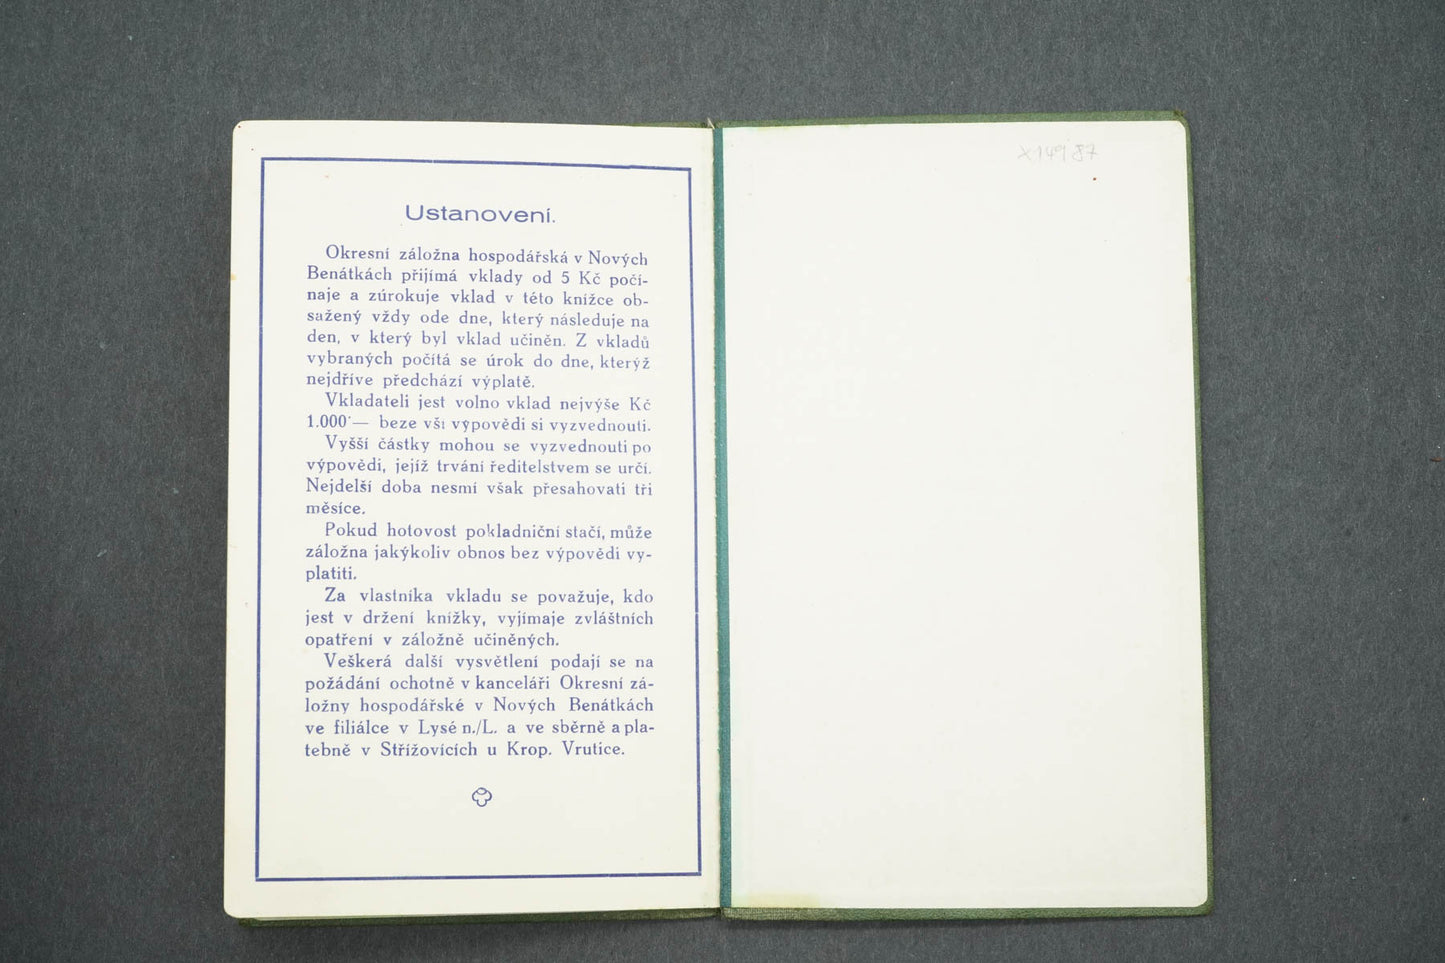 Ustanovení.
Okresní záložna hospodářská v Nových
Benátkách přijímá vklady od 5 Kč počí-
naje a zúrokuje vklad v této knížce ob-
sažený vždy ode dne, který následuje na
den, v který byl vklad učiněn. Z vkladů
vybraných počítá se úrok do dne, kterýž
nejdříve předchází výplatě.
Vkladateli jest volno vklad nejvýše Kč
1.000·— beze vší výpovědi si vyzvednouti.
Vyšší částky mohou se vyzvednouti po
výpovědi, jejíž trvání ředitelstvem se určí.
Nejdelší doba nesmí však přesahovati tři
měsíce.
Pokud hotovost pokladniční stačí, může
záložna jakýkoliv obnos bez výpovědi vy-
platiti.
Za vlastníka vkladu se považuje, kdo
jest v držení knížky, vyjímaje zvláštních
opatření v záložně učiněných.
Veškerá další vysvětlení podají se na
požádání ochotně v kanceláři Okresní zá-
ložny hospodářské v Nových Benátkách
ve filiálce v Lysé n./L. a ve sběrně a pla-
tebně v Střížovících u Krop. Vrutice.
X14987